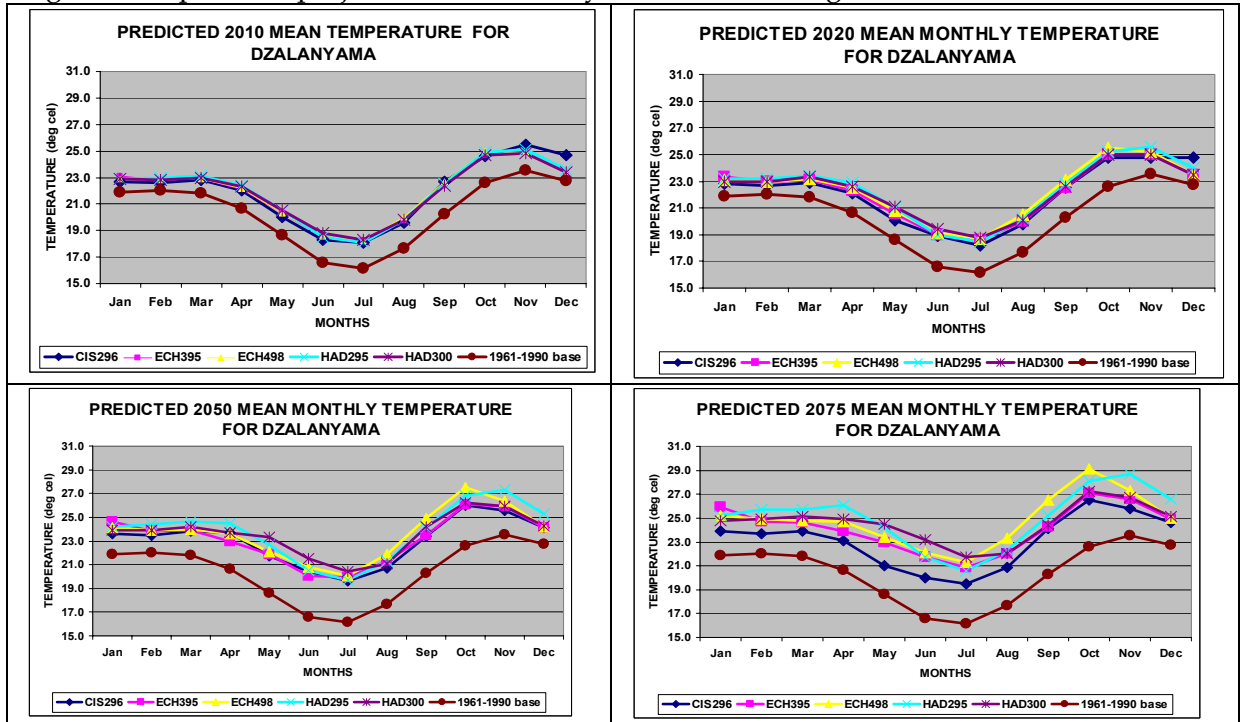 PREDICTED 2010 MEAN TEMPERATURE FOR
DZALANYAMA
31.0
29.0
27.0
25.0
23.0
21.0
19.0
17.0
15.0
TEMPERATURE (deg cel)
Jan Feb Mar Apr May Jun Jul Aug Sep Oct Nov Dec
MONTHS
CIS296 ECH395 ECH498 HAD295 HAD300 1961-1990 base
PREDICTED 2020 MEAN MONTHLY TEMPERATURE
FOR DZALANYAMA
31.0
29.0
27.0
25.0
23.0
21.0
19.0
17.0
15.0
TEMPERATURE (deg cel)
Jan Feb Mar Apr May Jun Jul Aug Sep Oct Nov Dec
MONTHS
CIS296 ECH395 ECH498 HAD295 HAD300 1961-1990 base
PREDICTED 2050 MEAN MONTHLY TEMPERATURE
FOR DZALANYAMA
31.0
29.0
27.0
25.0
23.0
21.0
19.0
17.0
15.0
TEMPERATURE (deg cel)
Jan Feb Mar Apr May Jun Jul Aug Sep Oct Nov Dec
MONTHS
CIS296 ECH395 ECH498 HAD295 HAD300 1961-1990 base
PREDICTED 2075 MEAN MONTHLY TEMPERATURE
FOR DZALANYAMA
31.0
29.0
27.0
25.0
23.0
21.0
19.0
17.0
15.0
TEMPERATURE (deg cel)
Jan Feb Mar Apr May Jun Jul Aug Sep Oct Nov Dec
MONTHS
CIS296 ECH395 ECH498 HAD295 HAD300 1961-1990 base